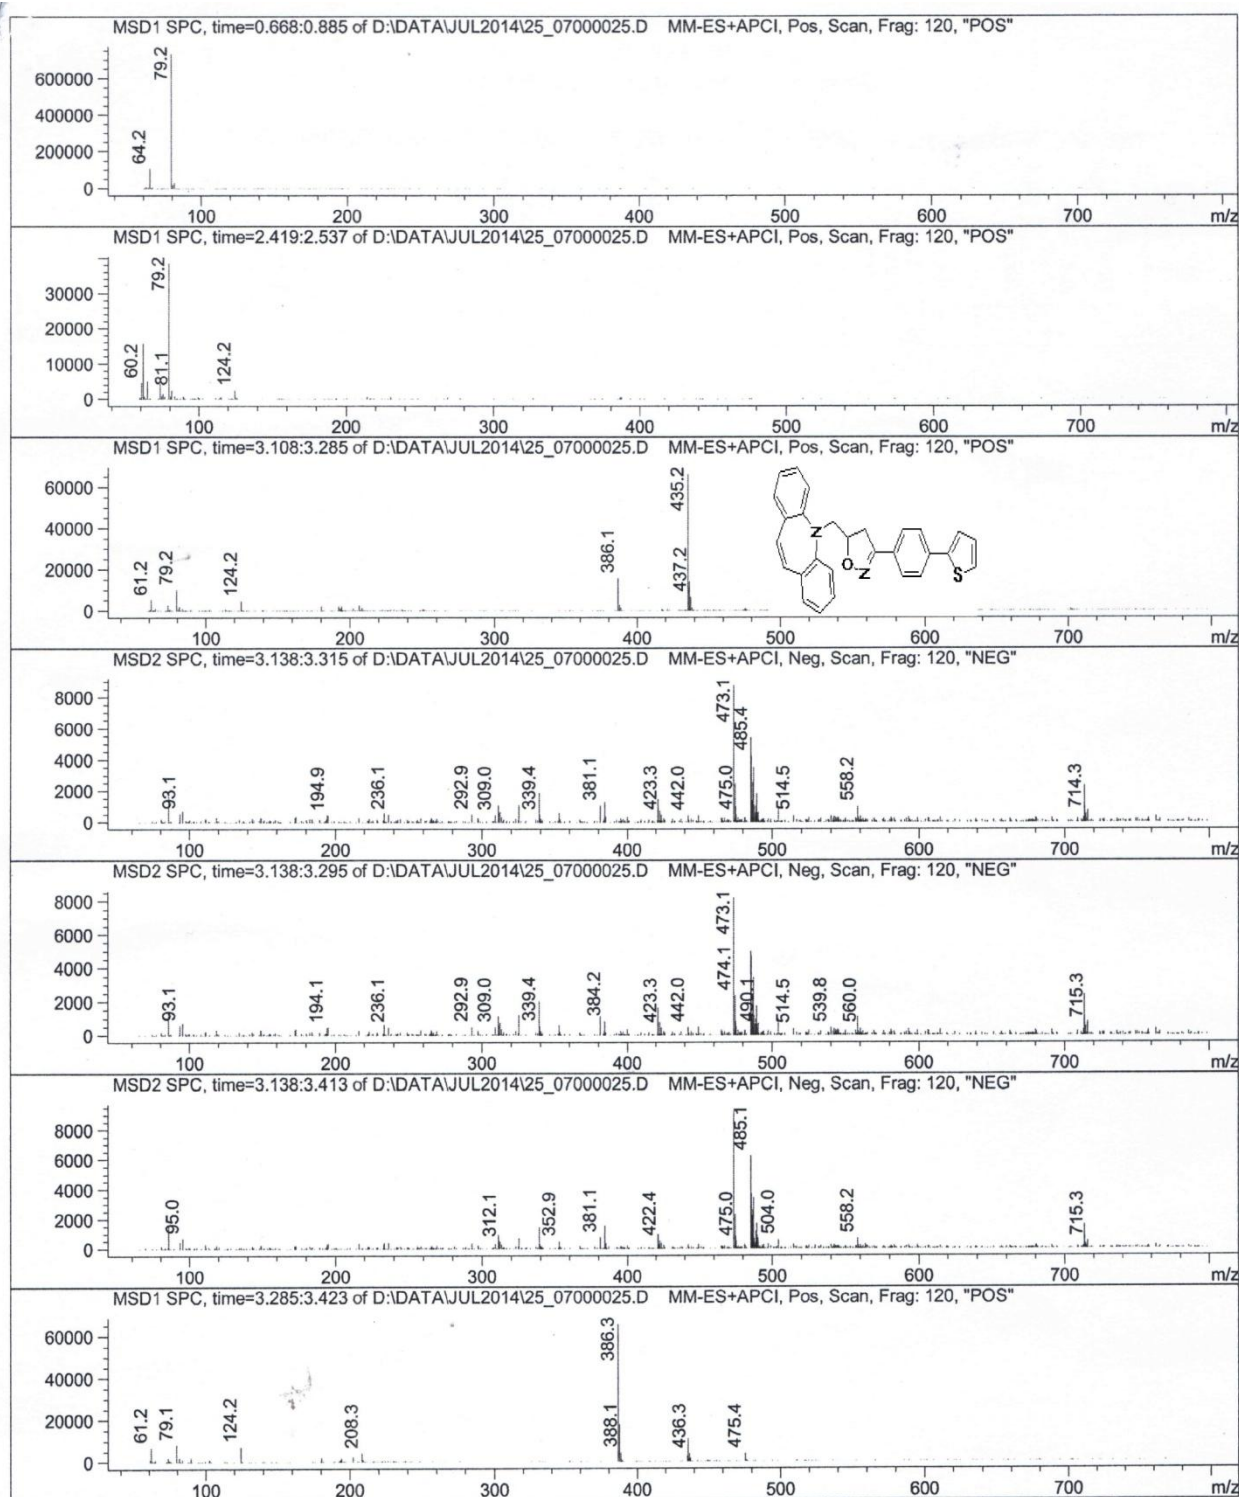 MSD1 SPC, time=0.668:0.885 of D:\DATA\JUL2014\25_07000025.D MM-ES+APCI, Pos, Scan, Frag: 120, "POS"
79.2
64.2
600000
400000
200000
0
100 200 300 400 500 600 700 m/z
MSD1 SPC, time=2.419:2.537 of D:\DATA\JUL2014\25_07000025.D MM-ES+APCI, Pos, Scan, Frag: 120, "POS"
60.2 79.2 81.1 124.2
30000
20000
10000
0
100 200 300 400 500 600 700 m/z
MSD1 SPC, time=3.108:3.285 of D:\DATA\JUL2014\25_07000025.D MM-ES+APCI, Pos, Scan, Frag: 120, "POS"
61.2 79.2 124.2 386.1 435.2 437.2
Z O Z S
60000
40000
20000
0
100 200 300 400 500 600 700 m/z
MSD2 SPC, time=3.138:3.315 of D:\DATA\JUL2014\25_07000025.D MM-ES+APCI, Neg, Scan, Frag: 120, "NEG"
93.1 194.9 236.1 292.9 309.0 339.4 381.1 423.3 442.0 473.1 475.0 485.4 514.5 558.2 714.3
8000
6000
4000
2000
0
100 200 300 400 500 600 700 m/z
MSD2 SPC, time=3.138:3.295 of D:\DATA\JUL2014\25_07000025.D MM-ES+APCI, Neg, Scan, Frag: 120, "NEG"
93.1 194.1 236.1 292.9 309.0 339.4 384.2 423.3 442.0 474.1 473.1 490.1 514.5 539.8 560.0 715.3
8000
6000
4000
2000
0
100 200 300 400 500 600 700 m/z
MSD2 SPC, time=3.138:3.413 of D:\DATA\JUL2014\25_07000025.D MM-ES+APCI, Neg, Scan, Frag: 120, "NEG"
95.0 312.1 352.9 381.1 422.4 475.0 485.1 504.0 558.2 715.3
8000
6000
4000
2000
0
100 200 300 400 500 600 700 m/z
MSD1 SPC, time=3.285:3.423 of D:\DATA\JUL2014\25_07000025.D MM-ES+APCI, Pos, Scan, Frag: 120, "POS"
61.2 79.1 124.2 208.3 386.3 388.1 436.3 475.4
60000
40000
20000
0
100 200 300 400 500 600 700 m/z